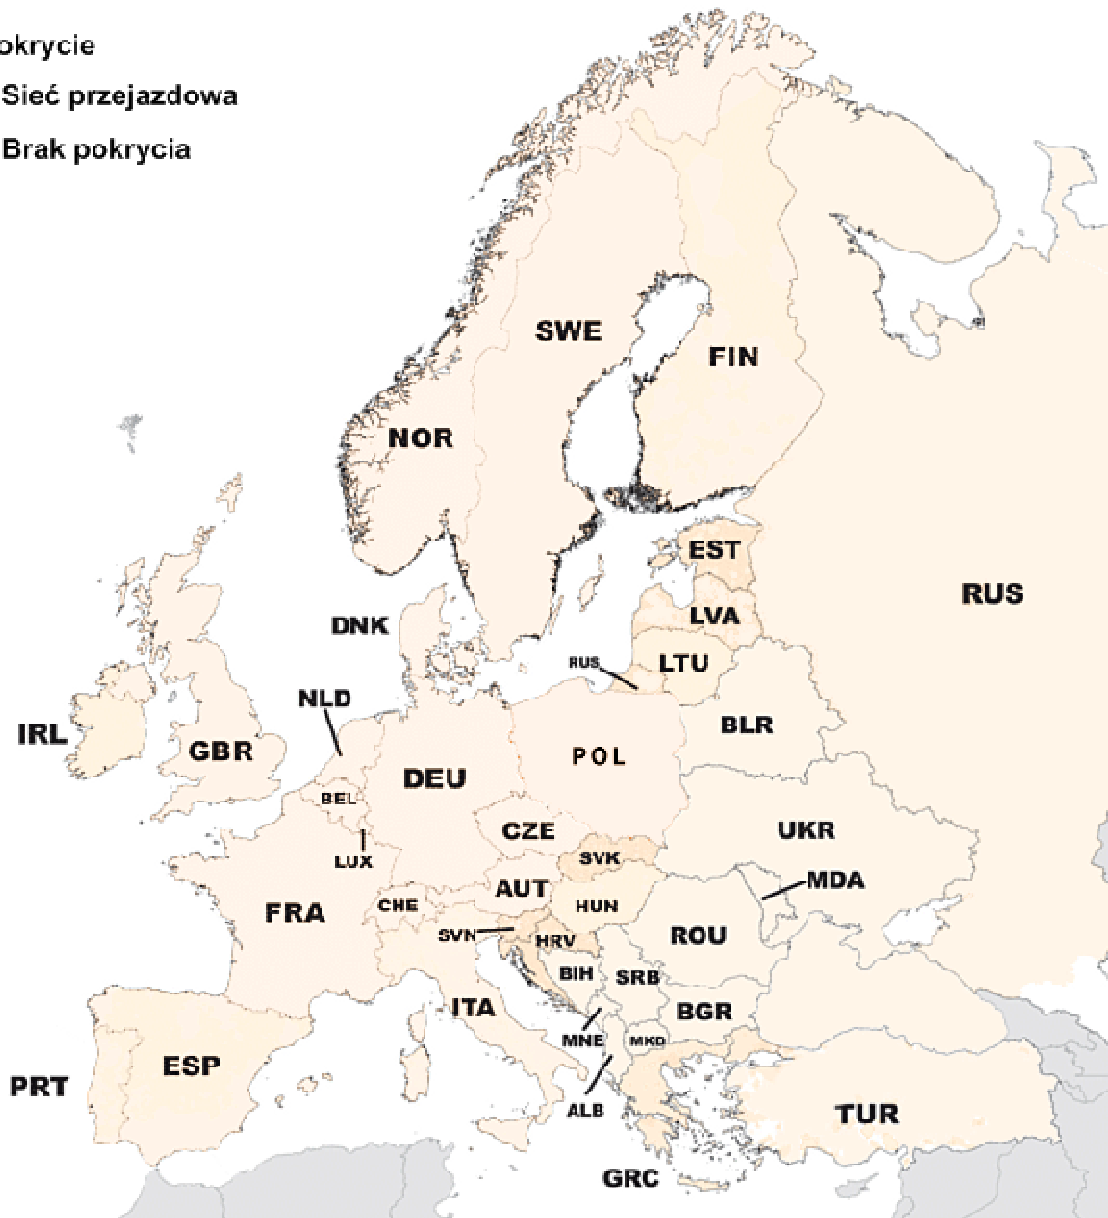 okrycie
Sieć przejazdowa
Brak pokrycia
SWE
FIN
NOR
EST
RUS
LVA
DNK
LTU
RUS
NLD
BLR
IRL
GBR
POL
DEU
BEL
CZE
UKR
LUX
SVK
MDA
AUT
CHE
HUN
FRA
SVN
HRV
ROU
BIH
SRB
ITA
BGR
MNE
MKD
ESP
PRT
ALB
TUR
GRC